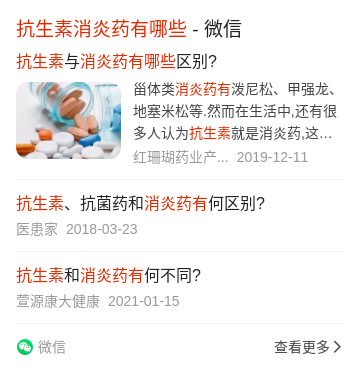 抗生素消炎药有哪些 - 微信
抗生素与消炎药有哪些区别?
甾体类消炎药有泼尼松、甲强龙、
地塞米松等.然而在生活中,还有很
多人认为抗生素就是消炎药,这...
红珊瑚药业产... 2019-12-11
抗生素、抗菌药和消炎药有何区别?
医患家 2018-03-23
抗生素和消炎药有何不同?
萱源康大健康 2021-01-15
微信
查看更多